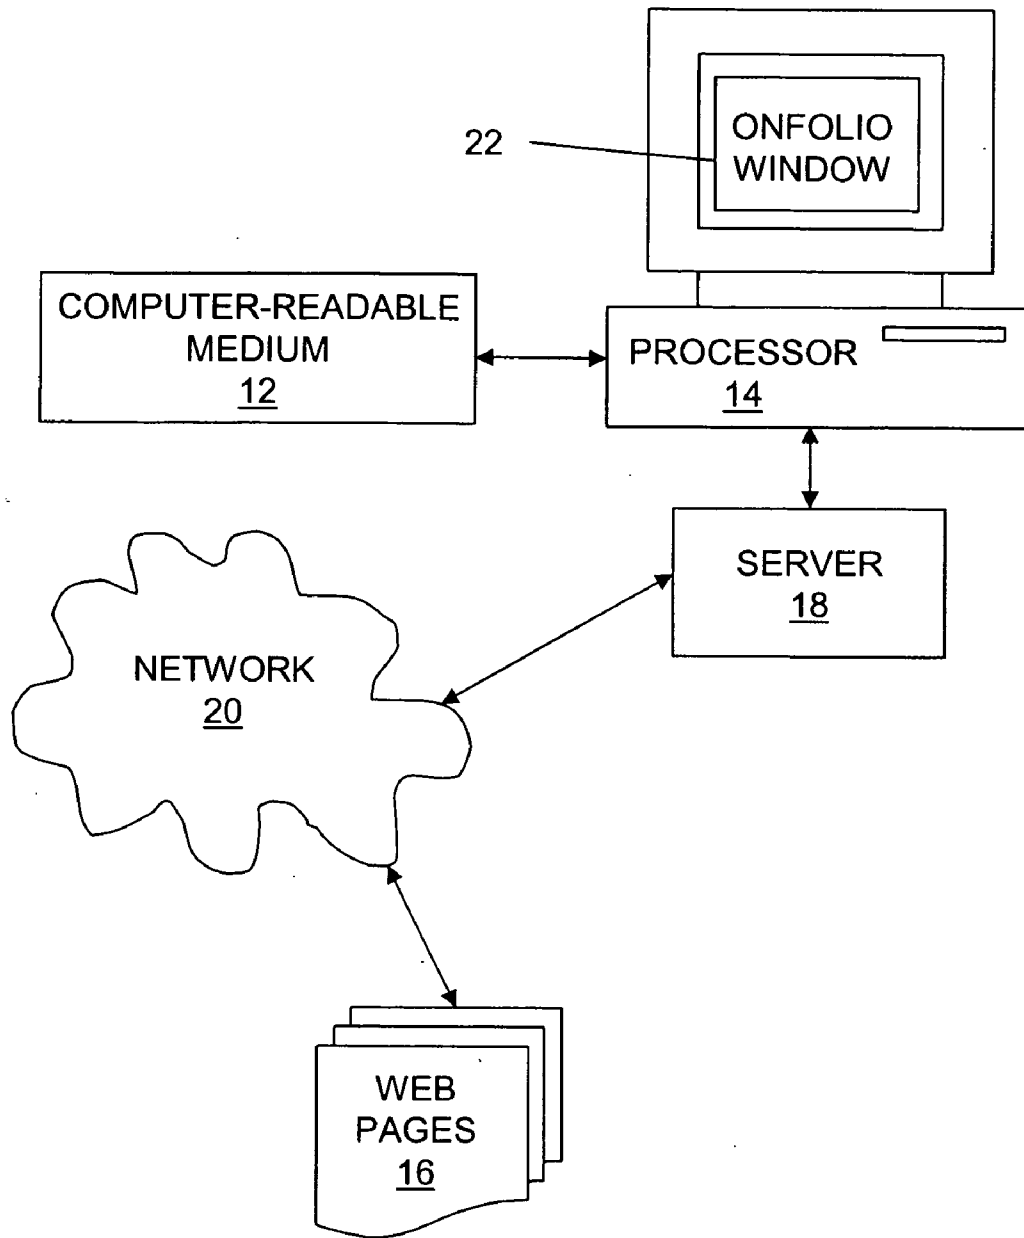 ONFOLIO
WINDOW
22
COMPUTER-READABLE
MEDIUM
12
PROCESSOR
14
SERVER
18
NETWORK
20
WEB
PAGES
16